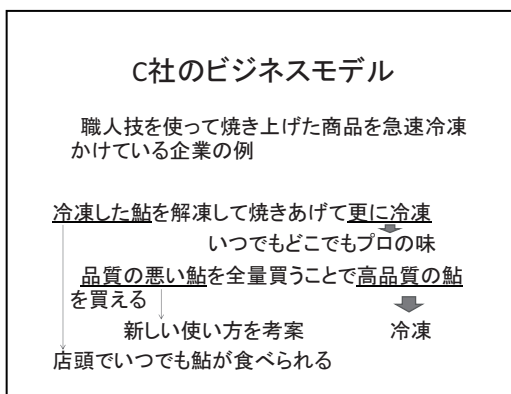 C社のビジネスモデル
職人技を使って焼き上げた商品を急速冷凍
かけている企業の例
冷凍した鮎を解凍して焼きあげて更に冷凍
いつでもどこでもプロの味
品質の悪い鮎を全量買うことで高品質の鮎
を買える
新しい使い方を考案 冷凍
店頭でいつでも鮎が食べられる